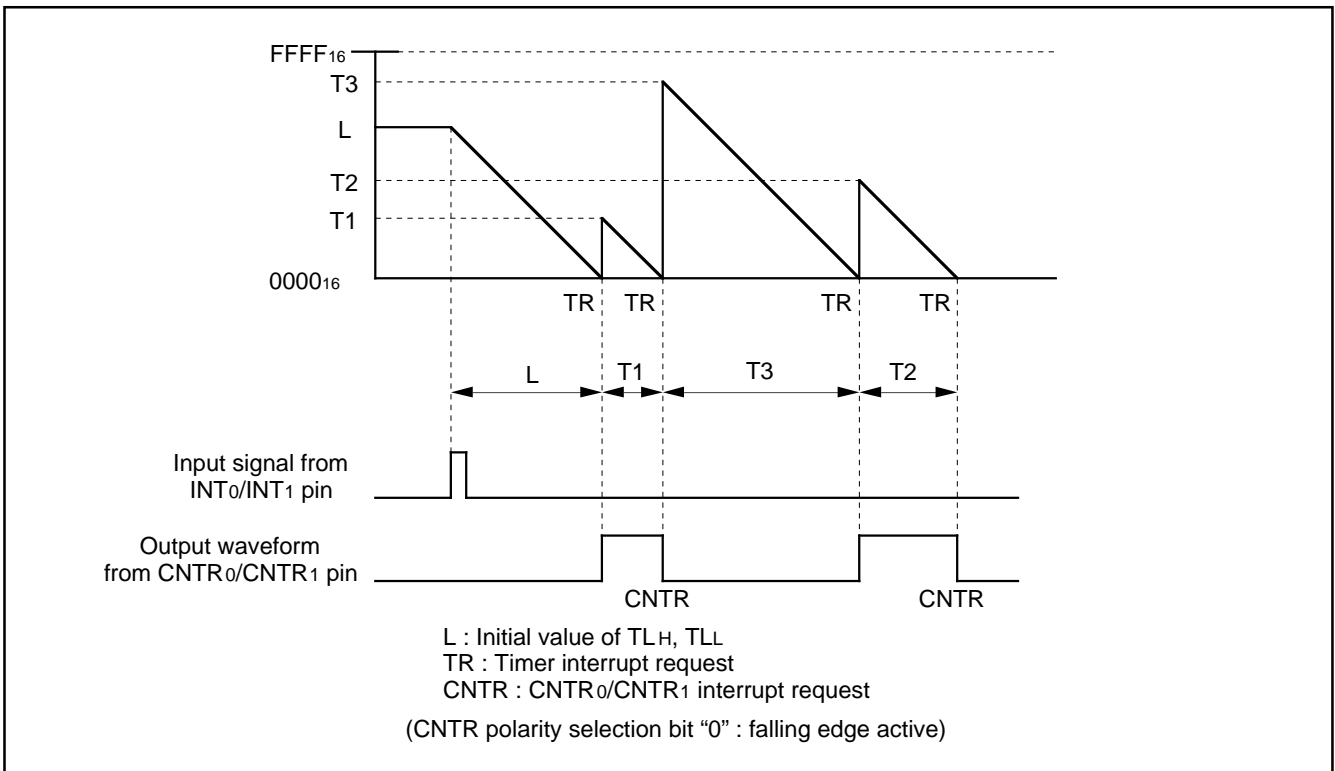 FFFF16
T3
L
T2
T1
000016
TR TR TR TR
L T1 T3 T2
Input signal from
INT0/INT1 pin
Output waveform
from CNTR0/CNTR1 pin
CNTR CNTR
L : Initial value of TLH, TLL
TR : Timer interrupt request
CNTR : CNTR0/CNTR1 interrupt request
(CNTR polarity selection bit “0” : falling edge active)